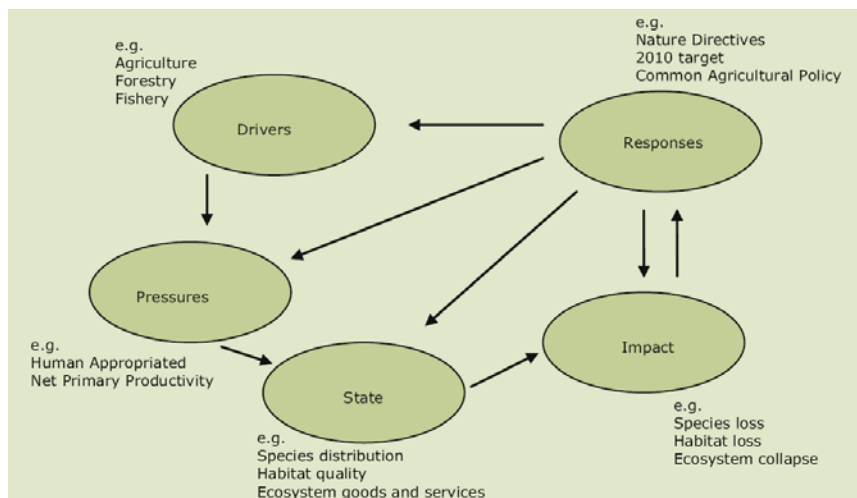 e.g.
Agriculture
Forestry
Fishery
Drivers
e.g.
Nature Directives
2010 target
Common Agricultural Policy
Responses
Pressures
e.g.
Human Appropriated
Net Primary Productivity
State
e.g.
Species distribution
Habitat quality
Ecosystem goods and services
Impact
e.g.
Species loss
Habitat loss
Ecosystem collapse